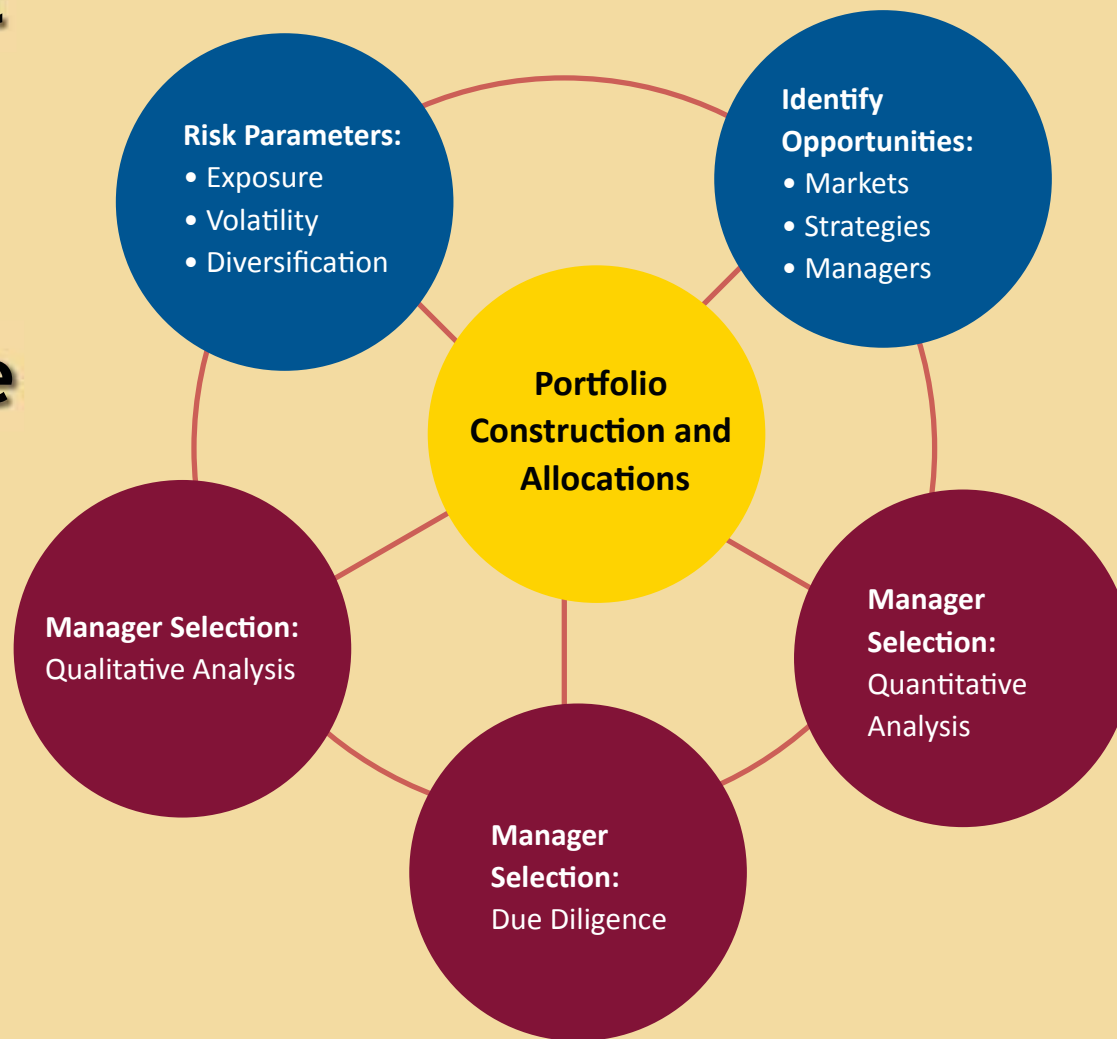 Risk Parameters:
• Exposure
• Volatility
• Diversification
Identify
Opportunities:
• Markets
• Strategies
• Managers
Portfolio
Construction and
Allocations
Manager Selection:
Qualitative Analysis
Manager
Selection:
Quantitative
Analysis
Manager
Selection:
Due Diligence